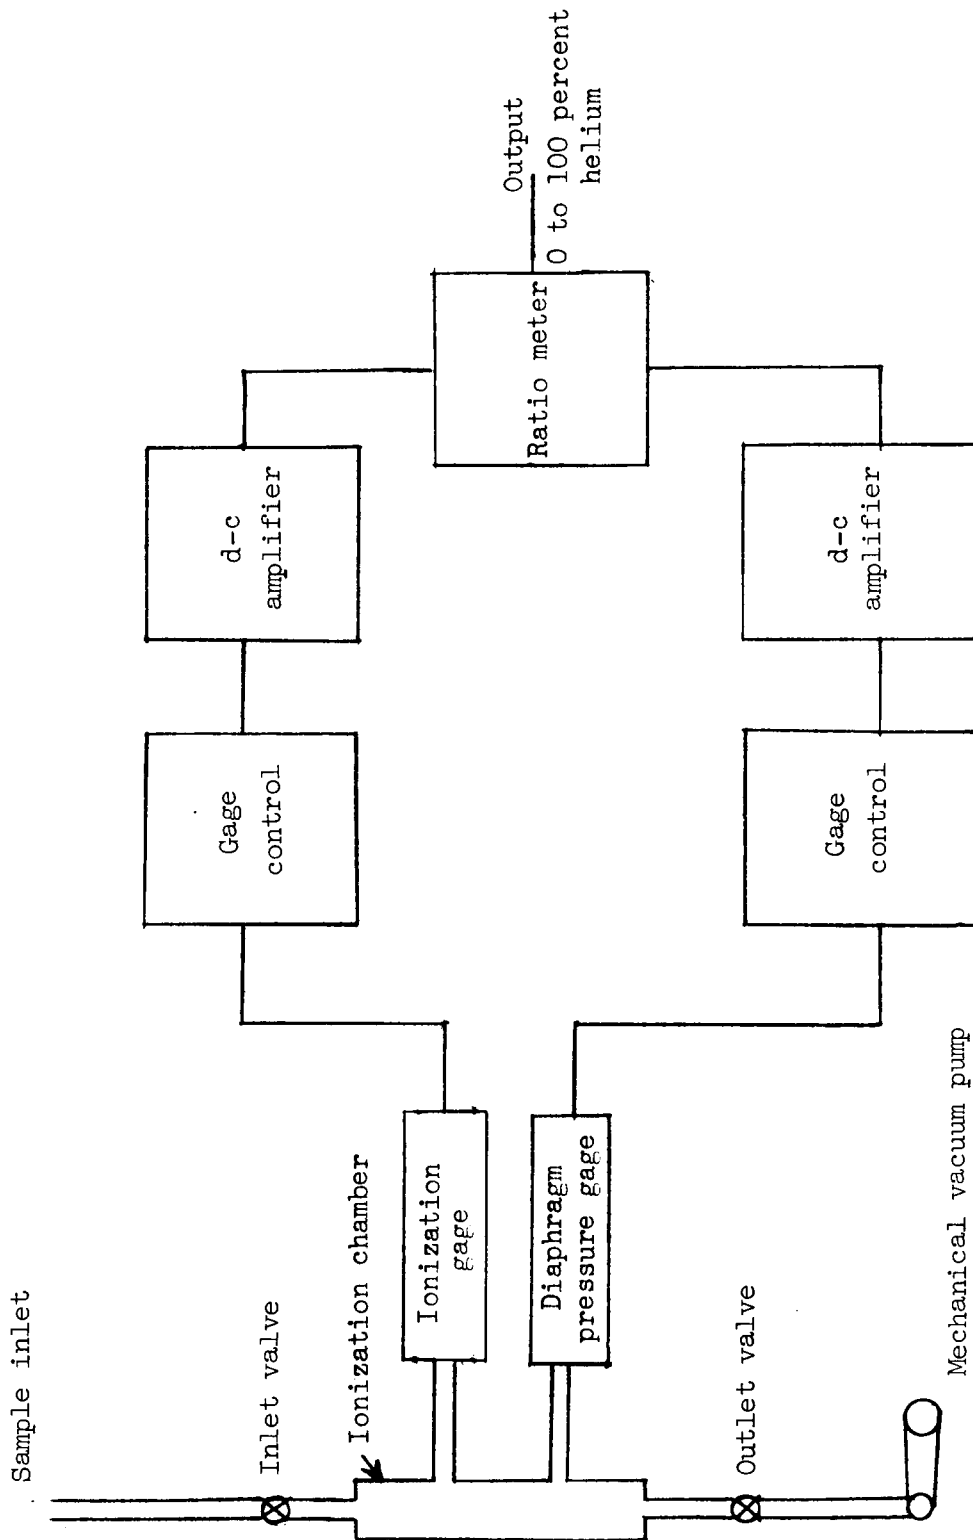 Sample inlet
Inlet valve
Ionization chamber
Ionization
gage
Diaphragm
pressure gage
Outlet valve
Mechanical vacuum pump
Gage
control
Gage
control
d-c
amplifier
d-c
amplifier
Ratio meter
Output
0 to 100 percent
helium